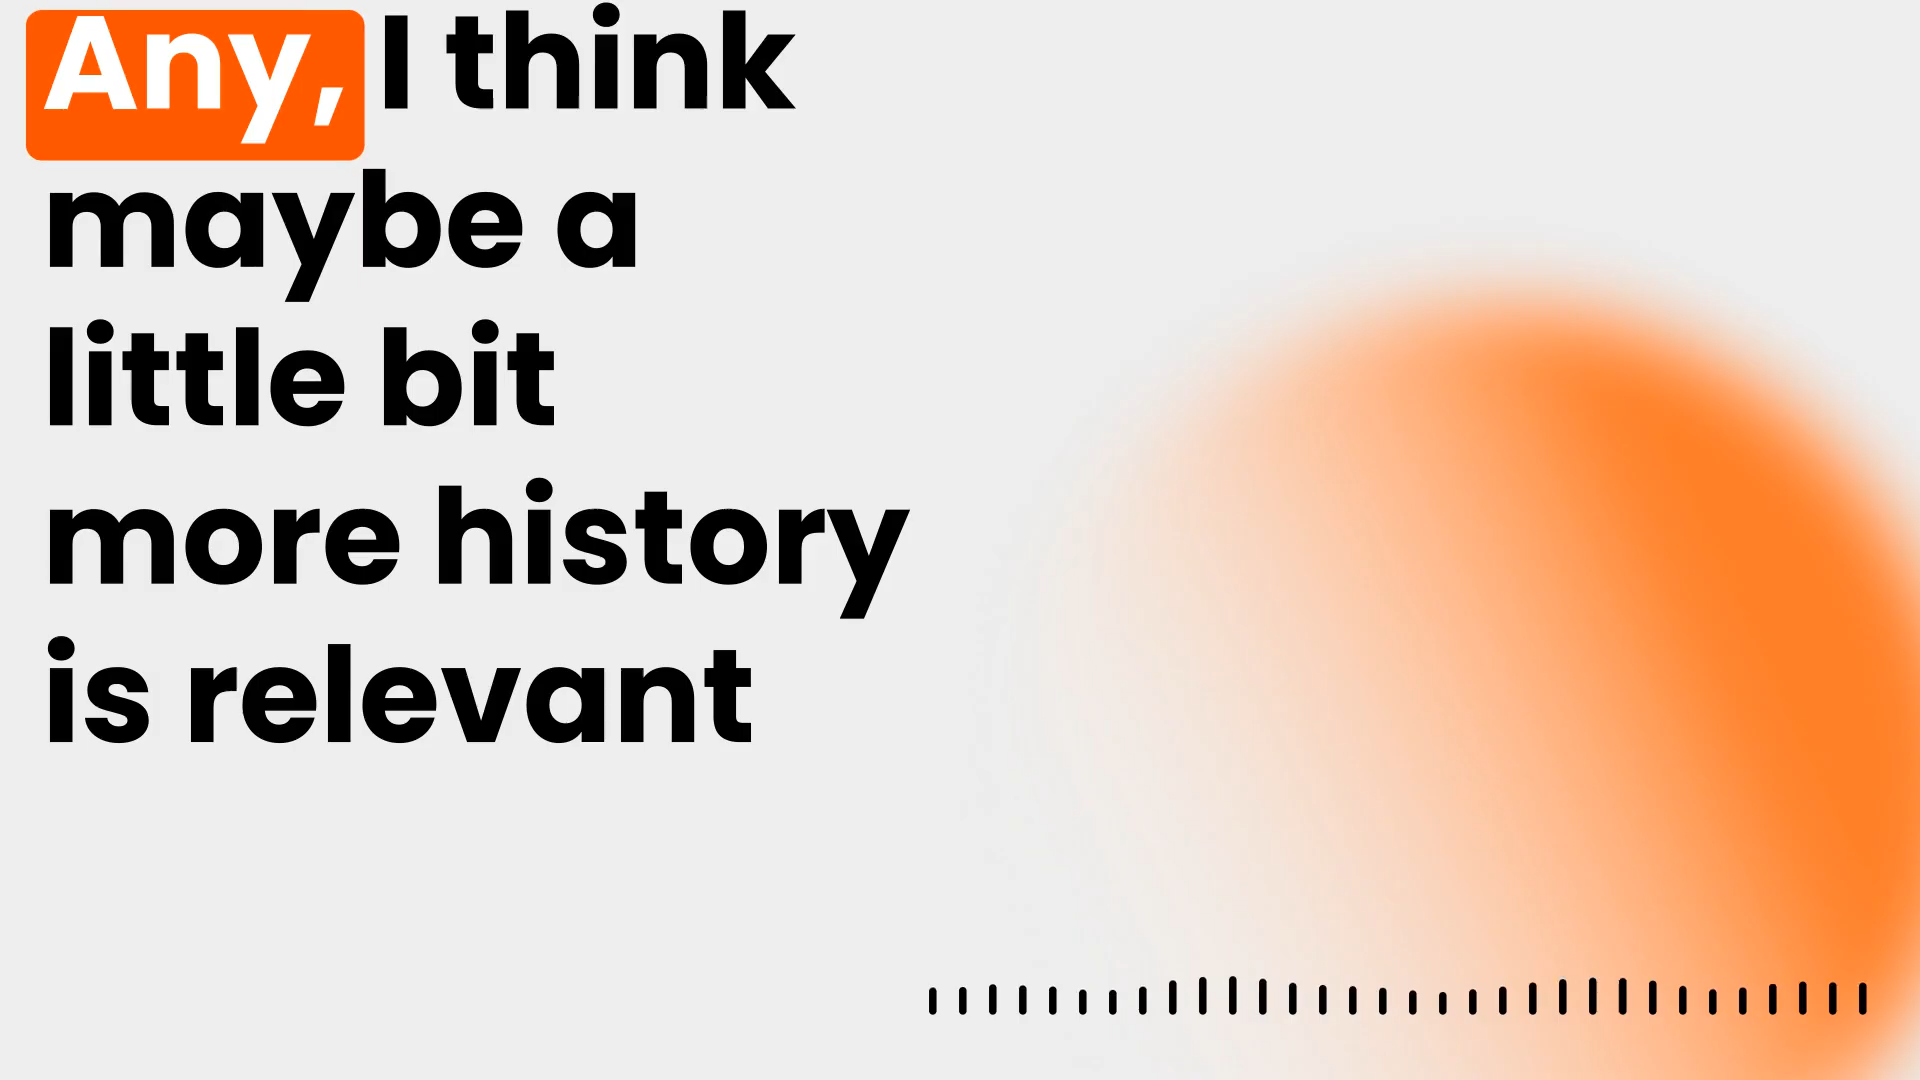 Any, I think
maybe a
little bit
more history
is relevant